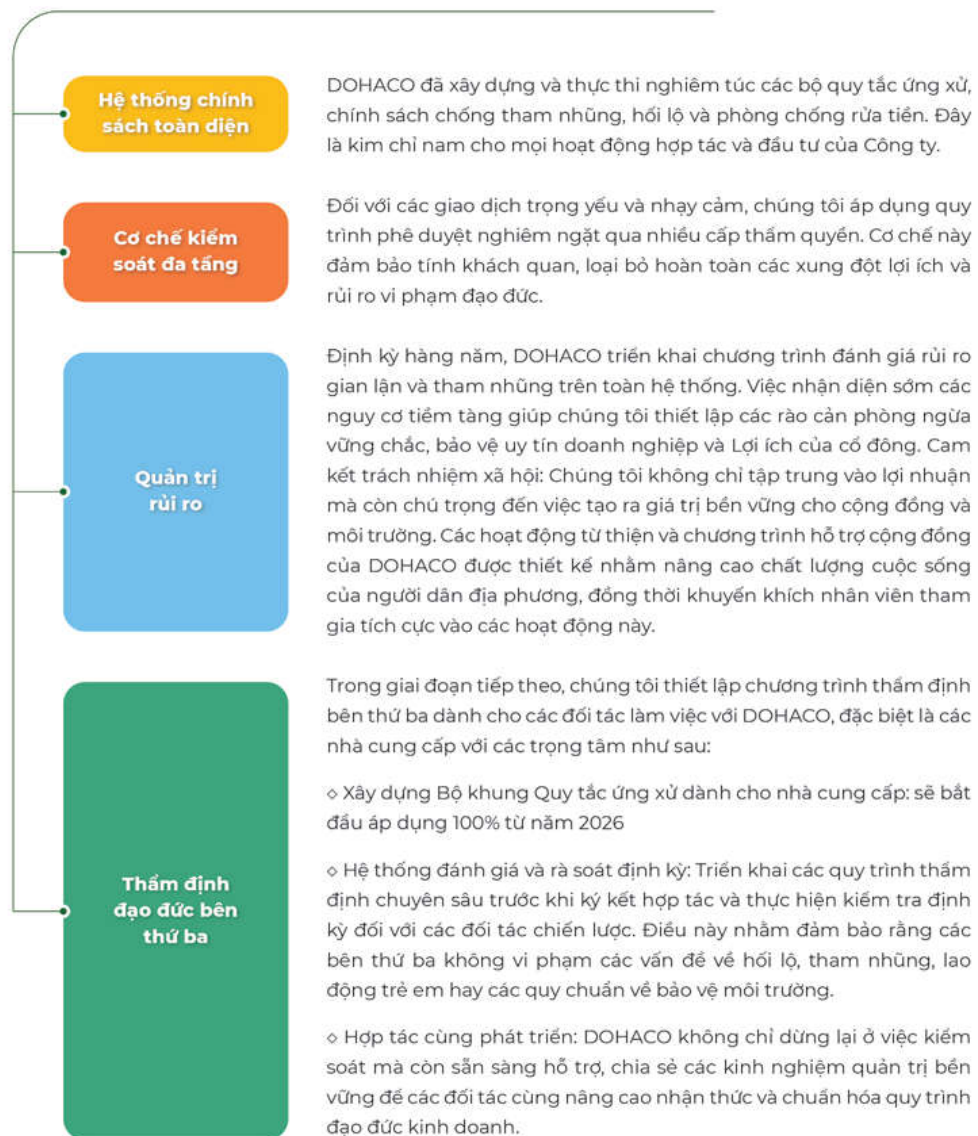 Hệ thống chính
sách toàn diện
DOHACO đã xây dựng và thực thi nghiêm túc các bộ quy tắc ứng xử,
chính sách chống tham nhũng, hối lộ và phòng chống rửa tiền. Đây
là kim chỉ nam cho mọi hoạt động hợp tác và đầu tư của Công ty.
Cơ chế kiểm
soát đa tầng
Đối với các giao dịch trọng yếu và nhạy cảm, chúng tôi áp dụng quy
trình phê duyệt nghiêm ngặt qua nhiều cấp thẩm quyền. Cơ chế này
đảm bảo tính khách quan, loại bỏ hoàn toàn các xung đột lợi ích và
rủi ro vi phạm đạo đức.
Quản trị
rủi ro
Định kỳ hàng năm, DOHACO triển khai chương trình đánh giá rủi ro
gian lận và tham nhũng trên toàn hệ thống. Việc nhận diện sớm các
nguy cơ tiềm tàng giúp chúng tôi thiết lập các rào cản phòng ngừa
vững chắc, bảo vệ uy tín doanh nghiệp và Lợi ích của cổ đông. Cam
kết trách nhiệm xã hội: Chúng tôi không chỉ tập trung vào lợi nhuận
mà còn chú trọng đến việc tạo ra giá trị bền vững cho cộng đồng và
môi trường. Các hoạt động từ thiện và chương trình hỗ trợ cộng đồng
của DOHACO được thiết kế nhằm nâng cao chất lượng cuộc sống
của người dân địa phương, đồng thời khuyến khích nhân viên tham
gia tích cực vào các hoạt động này.
Thẩm định
đạo đức bên
thứ ba
Trong giai đoạn tiếp theo, chúng tôi thiết lập chương trình thẩm định
bên thứ ba dành cho các đối tác làm việc với DOHACO, đặc biệt là các
nhà cung cấp với các trọng tâm như sau:
⋄ Xây dựng Bộ khung Quy tắc ứng xử dành cho nhà cung cấp: sẽ bắt
đầu áp dụng 100% từ năm 2026
⋄ Hệ thống đánh giá và rà soát định kỳ: Triển khai các quy trình thẩm
định chuyên sâu trước khi ký kết hợp tác và thực hiện kiểm tra định
kỳ đối với các đối tác chiến lược. Điều này nhằm đảm bảo rằng các
bên thứ ba không vi phạm các vấn đề về hối lộ, tham nhũng, lao
động trẻ em hay các quy chuẩn về bảo vệ môi trường.
⋄ Hợp tác cùng phát triển: DOHACO không chỉ dừng lại ở việc kiểm
soát mà còn sẵn sàng hỗ trợ, chia sẻ các kinh nghiệm quản trị bền
vững để các đối tác cùng nâng cao nhận thức và chuẩn hóa quy trình
đạo đức kinh doanh.